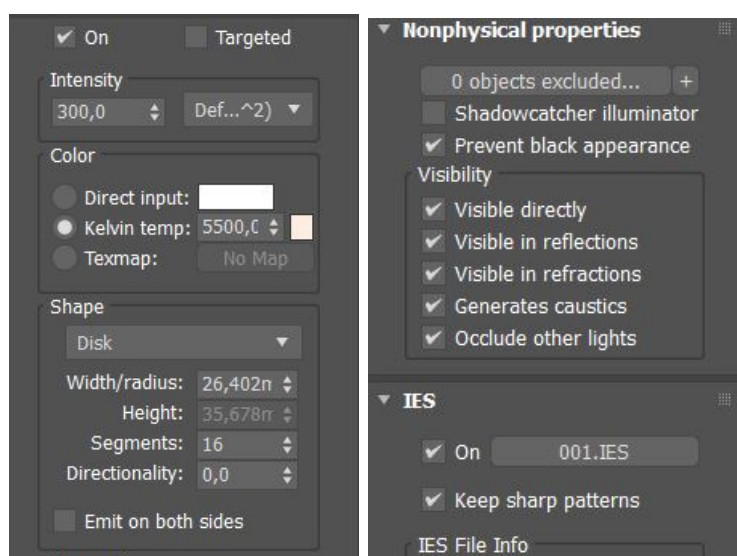 On
Targeted
Intensity
300,0
Def...^2)
Color
Direct input:
Kelvin temp: 5500,0
Texmap: No Map
Shape
Disk
Width/radius: 26,402m
Height: 35,678m
Segments: 16
Directionality: 0,0
Emit on both sides
Nonphysical properties
0 objects excluded... +
Shadowcatcher illuminator
Prevent black appearance
Visibility
Visible directly
Visible in reflections
Visible in refractions
Generates caustics
Occlude other lights
IES
On 001.IES
Keep sharp patterns
IES File Info